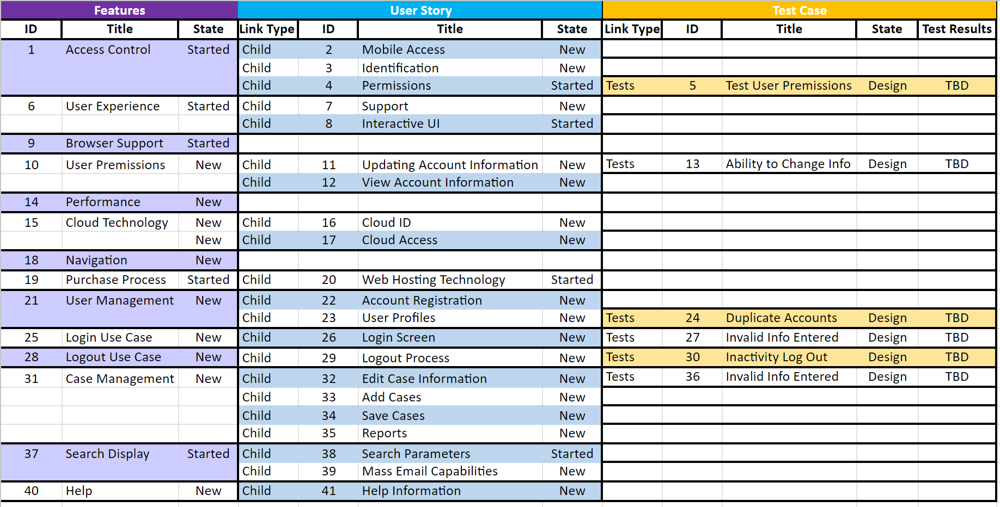 Features User Story Test Case
ID Title State Link Type ID Title State Link Type ID Title State Test Results
1 Access Control Started Child 2 Mobile Access New
Child 3 Identification New
Child 4 Permissions Started Tests 5 Test User Premissions Design TBD
6 User Experience Started Child 7 Support New
Child 8 Interactive UI Started
9 Browser Support Started
10 User Premissions New Child 11 Updating Account Information New Tests 13 Ability to Change Info Design TBD
Child 12 View Account Information New
14 Performance New
15 Cloud Technology New Child 16 Cloud ID New
New Child 17 Cloud Access New
18 Navigation New
19 Purchase Process Started Child 20 Web Hosting Technology Started
21 User Management New Child 22 Account Registration New
Child 23 User Profiles New Tests 24 Duplicate Accounts Design TBD
25 Login Use Case New Child 26 Login Screen New Tests 27 Invalid Info Entered Design TBD
28 Logout Use Case New Child 29 Logout Process New Tests 30 Inactivity Log Out Design TBD
31 Case Management New Child 32 Edit Case Information New Tests 36 Invalid Info Entered Design TBD
Child 33 Add Cases New
Child 34 Save Cases New
Child 35 Reports New
37 Search Display Started Child 38 Search Parameters Started
Child 39 Mass Email Capabilities New
40 Help New Child 41 Help Information New